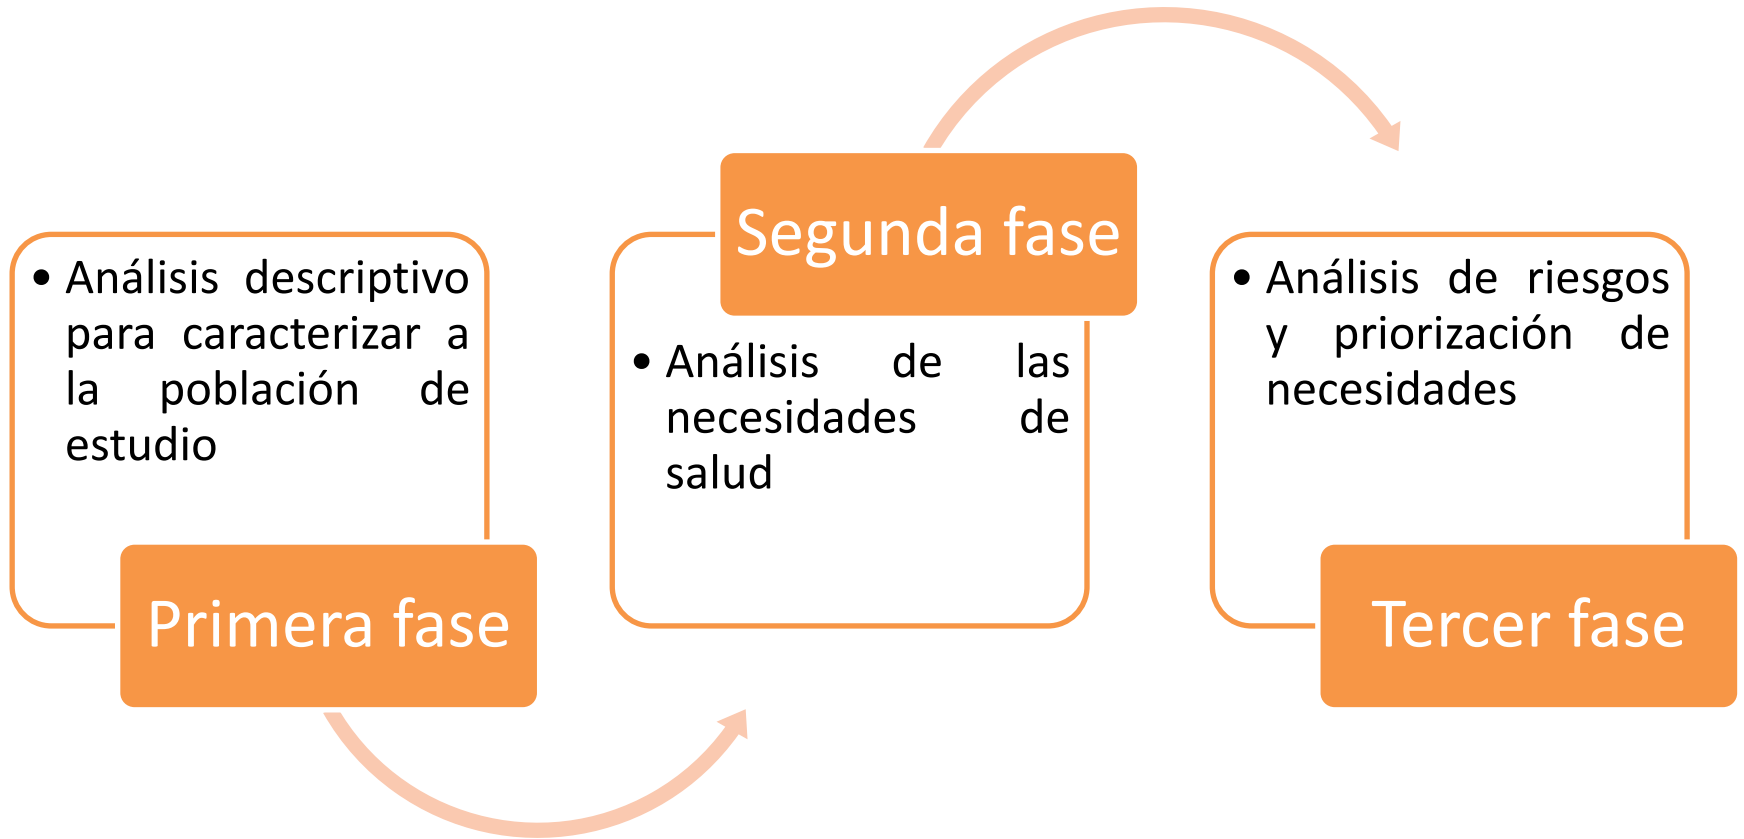 • Análisis descriptivo
para caracterizar a
la población de
estudio
Primera fase
Segunda fase
• Análisis de las
necesidades de
salud
• Análisis de riesgos
y priorización de
necesidades
Tercer fase